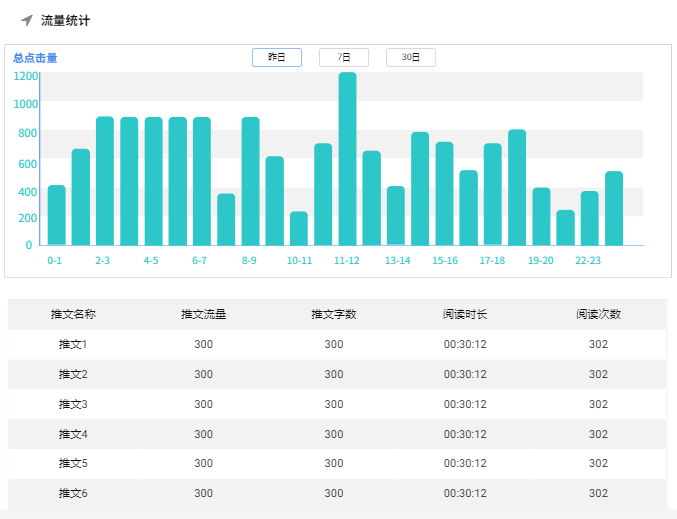 流量统计
总点击量
昨日 7日 30日
1200
1000
800
600
400
200
0
0-1 2-3 4-5 6-7 8-9 10-11 11-12 13-14 15-16 17-18 19-20 22-23
推文名称 推文流量 推文字数 阅读时长 阅读次数
推文1 300 300 00:30:12 302
推文2 300 300 00:30:12 302
推文3 300 300 00:30:12 302
推文4 300 300 00:30:12 302
推文5 300 300 00:30:12 302
推文6 300 300 00:30:12 302